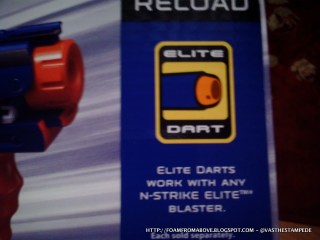 RELOAD
ELITE
DART
ELITE DARTS
WORK WITH ANY
N-STRIKE ELITE™*
BLASTER.
HTTP://FOAMFROMABOVE.BLOGSPOT.COM - @VASTHESTAMPEDE
Each sold separately.